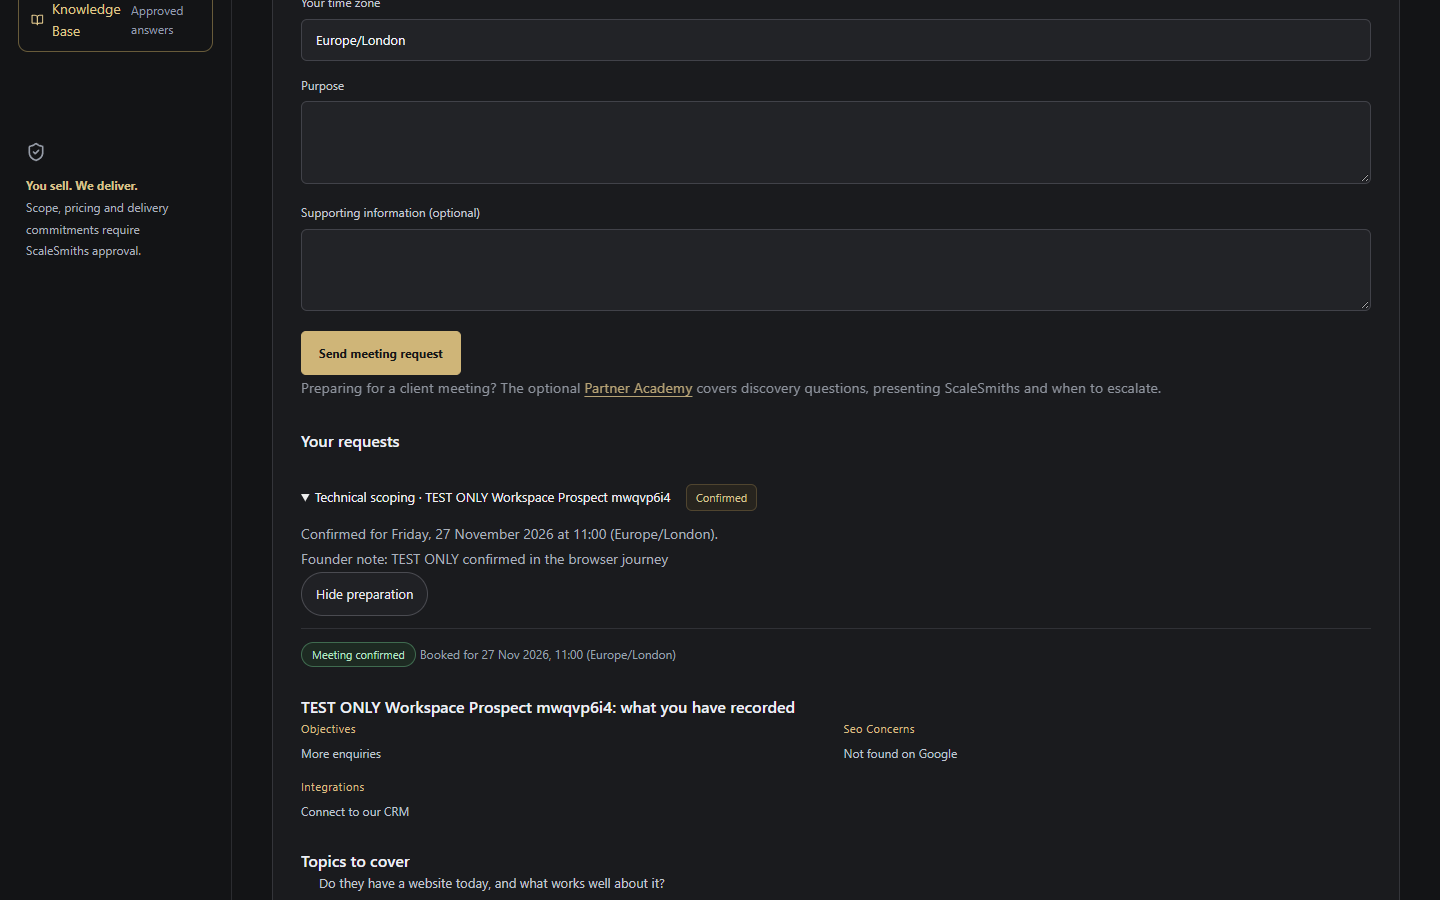 Knowledge Base
Approved answers
You sell. We deliver.
Scope, pricing and delivery
commitments require
ScaleSmiths approval.
Your time zone
Europe/London
Purpose
Supporting information (optional)
Send meeting request
Preparing for a client meeting? The optional Partner Academy covers discovery questions, presenting ScaleSmiths and when to escalate.
Your requests
Technical scoping · TEST ONLY Workspace Prospect mwqvp6i4 Confirmed
Confirmed for Friday, 27 November 2026 at 11:00 (Europe/London).
Founder note: TEST ONLY confirmed in the browser journey
Hide preparation
Meeting confirmed Booked for 27 Nov 2026, 11:00 (Europe/London)
TEST ONLY Workspace Prospect mwqvp6i4: what you have recorded
Objectives
More enquiries
Seo Concerns
Not found on Google
Integrations
Connect to our CRM
Topics to cover
Do they have a website today, and what works well about it?